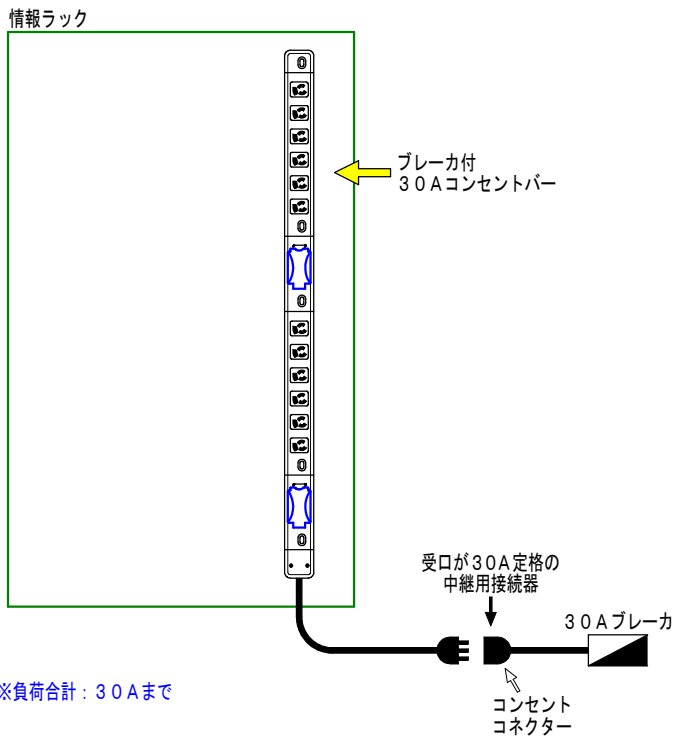 情報ラック
ブレーカ付
30Aコンセントバー
受口が30A定格の
中継用接続器
30Aブレーカ
※負荷合計：30Aまで
コンセント
コネクター